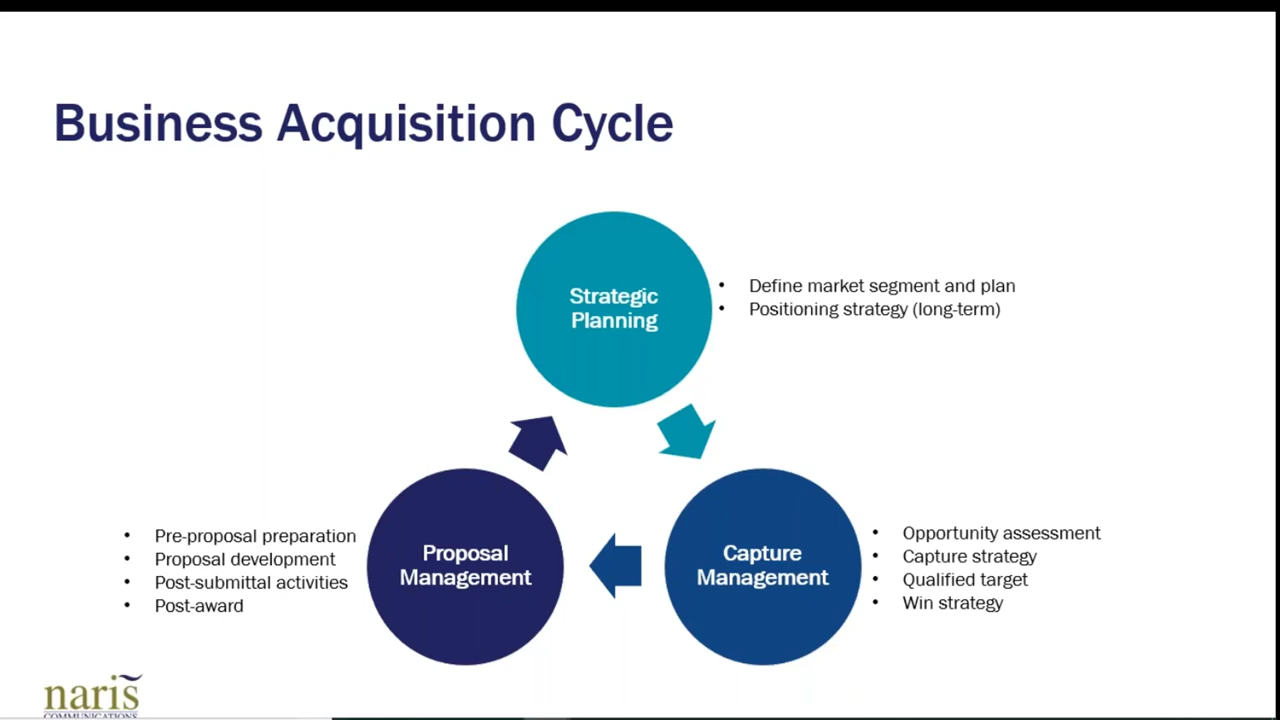 Business Acquisition Cycle
Strategic
Planning
• Define market segment and plan
• Positioning strategy (long-term)
Proposal
Management
• Pre-proposal preparation
• Proposal development
• Post-submittal activities
• Post-award
Capture
Management
• Opportunity assessment
• Capture strategy
• Qualified target
• Win strategy
naris
COMMUNICATIONS